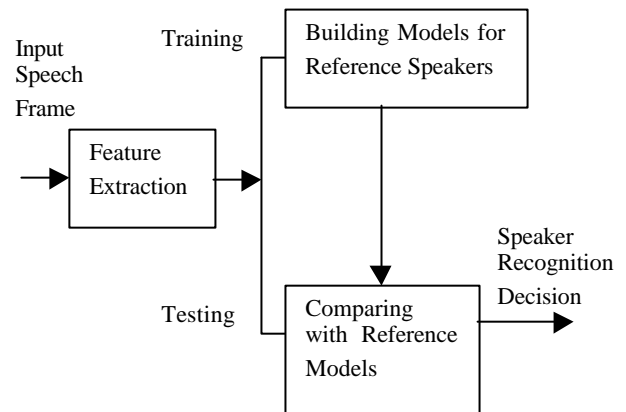 Input
Speech
Frame
Training
Building Models for
Reference Speakers
Feature
Extraction
Testing
Comparing
with Reference
Models
Speaker
Recognition
Decision